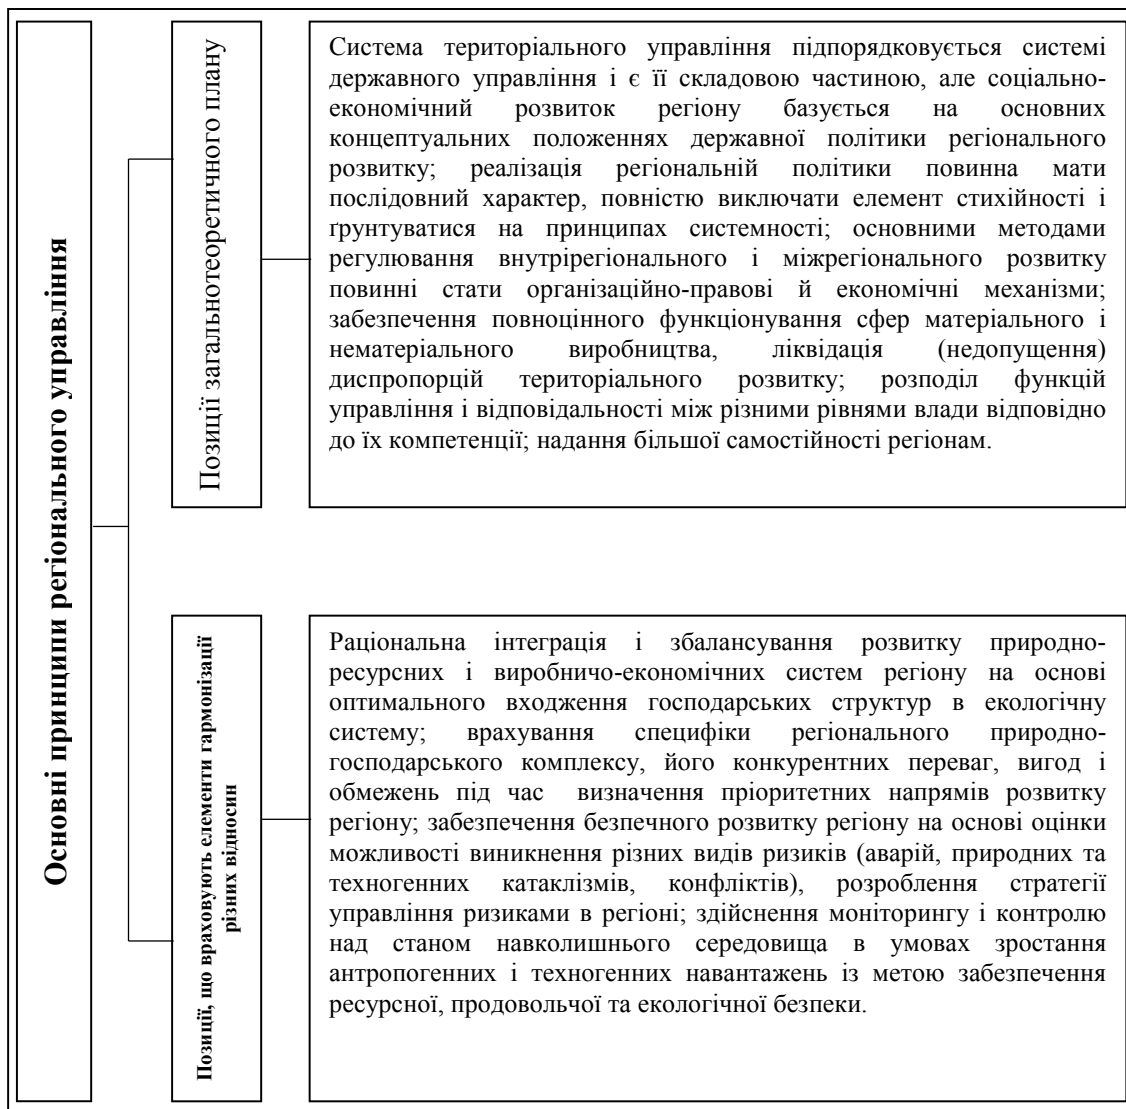 Основні принципи регіонального управління
Позиції загальнотеоретичного плану
Система територіального управління підпорядковується системі
державного управління і є її складовою частиною, але соціально-
економічний розвиток регіону базується на основних
концептуальних положеннях державної політики регіонального
розвитку; реалізація регіональній політики повинна мати
послідовний характер, повністю виключати елемент стихійності і
ґрунтуватися на принципах системності; основними методами
регулювання внутрірегіонального і міжрегіонального розвитку
повинні стати організаційно-правові й економічні механізми;
забезпечення повноцінного функціонування сфер матеріального і
нематеріального виробництва, ліквідація (недопущення)
диспропорцій територіального розвитку; розподіл функцій
управління і відповідальності між різними рівнями влади відповідно
до їх компетенції; надання більшої самостійності регіонам.
Позиції, що враховують елементи гармонізації
різних відносин
Раціональна інтеграція і збалансування розвитку природно-
ресурсних і виробничо-економічних систем регіону на основі
оптимального входження господарських структур в екологічну
систему; врахування специфіки регіонального природно-
господарського комплексу, його конкурентних переваг, вигод і
обмежень під час визначення пріоритетних напрямів розвитку
регіону; забезпечення безпечного розвитку регіону на основі оцінки
можливості виникнення різних видів ризиків (аварій, природних та
техногенних катаклізмів, конфліктів), розроблення стратегії
управління ризиками в регіоні; здійснення моніторингу і контролю
над станом навколишнього середовища в умовах зростання
антропогенних і техногенних навантажень із метою забезпечення
ресурсної, продовольчої та екологічної безпеки.